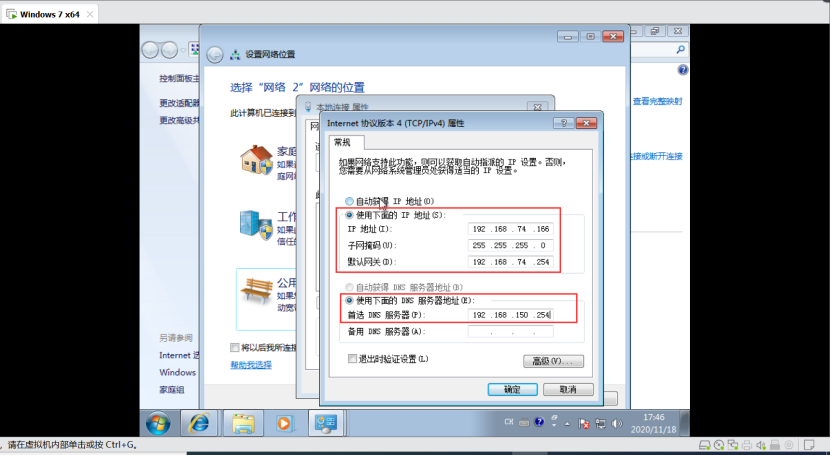 Windows 7 x64
设置网络位置
控制面板主
更改适配器
更改高级共
选择“网络 2”网络的位置
此计算机已连接到
本地连接 属性
查看完整映射
连接或断开连接
Internet 协议版本 4 (TCP/IPv4) 属性
常规
如果网络支持此功能，则可以获取自动指派的 IP 设置。否则，
您需要从网络系统管理员处获得适当的 IP 设置。
自动获得 IP 地址(O)
使用下面的 IP 地址(S):
IP 地址(I): 192 .168 . 74 .166
子网掩码(U): 255 .255 .255 . 0
默认网关(D): 192 .168 . 74 .254
自动获得 DNS 服务器地址(B)
使用下面的 DNS 服务器地址(E):
首选 DNS 服务器(P): 192 .168 .150 .254
备用 DNS 服务器(A): . . .
退出时验证设置(L)
高级(V)...
确定
取消
家庭
如果
庭网
工作
如果
信任的
公用
如果您
动宽
将以后我所连接
帮助我选择
另请参阅
Internet 选
Windows
家庭组
CH
17:46
2020/11/18
请在虚拟机内部单击或按 Ctrl+G。